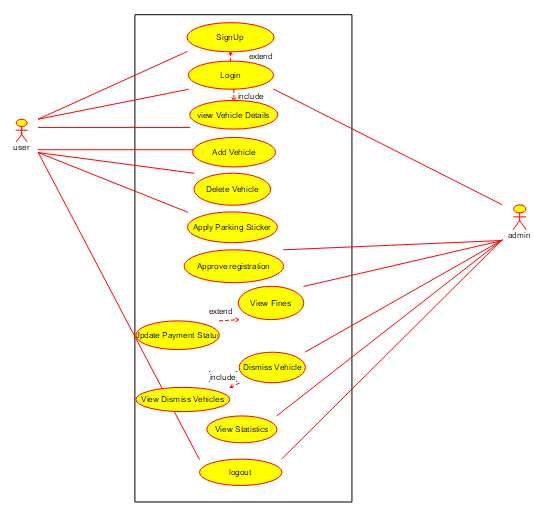 SignUp
extend
Login
include
view Vehicle Details
user
Add Vehicle
Delete Vehicle
Apply Parking Sticker
admin
Approve registration
View Fines
extend
Update Payment Status
Dismiss Vehicle
include
View Dismiss Vehicles
View Statistics
logout